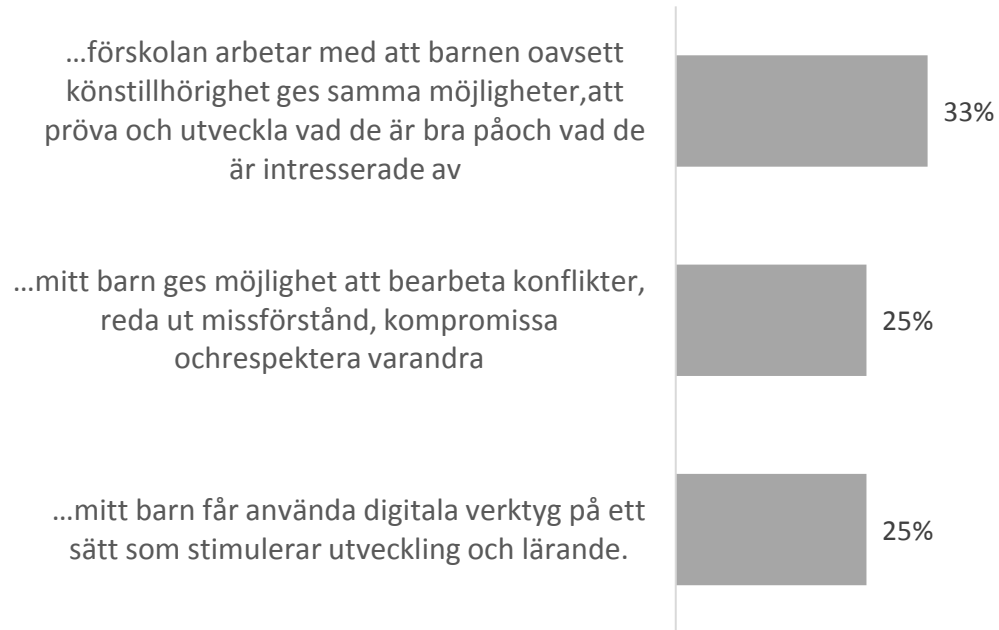 ...förskolan arbetar med att barnen oavsett
könstillhörighet ges samma möjligheter,att
pröva och utveckla vad de är bra påoch vad de
är intresserade av
33%
...mitt barn ges möjlighet att bearbeta konflikter,
reda ut missförstånd, kompromissa
ochrespektera varandra
25%
...mitt barn får använda digitala verktyg på ett
sätt som stimulerar utveckling och lärande.
25%